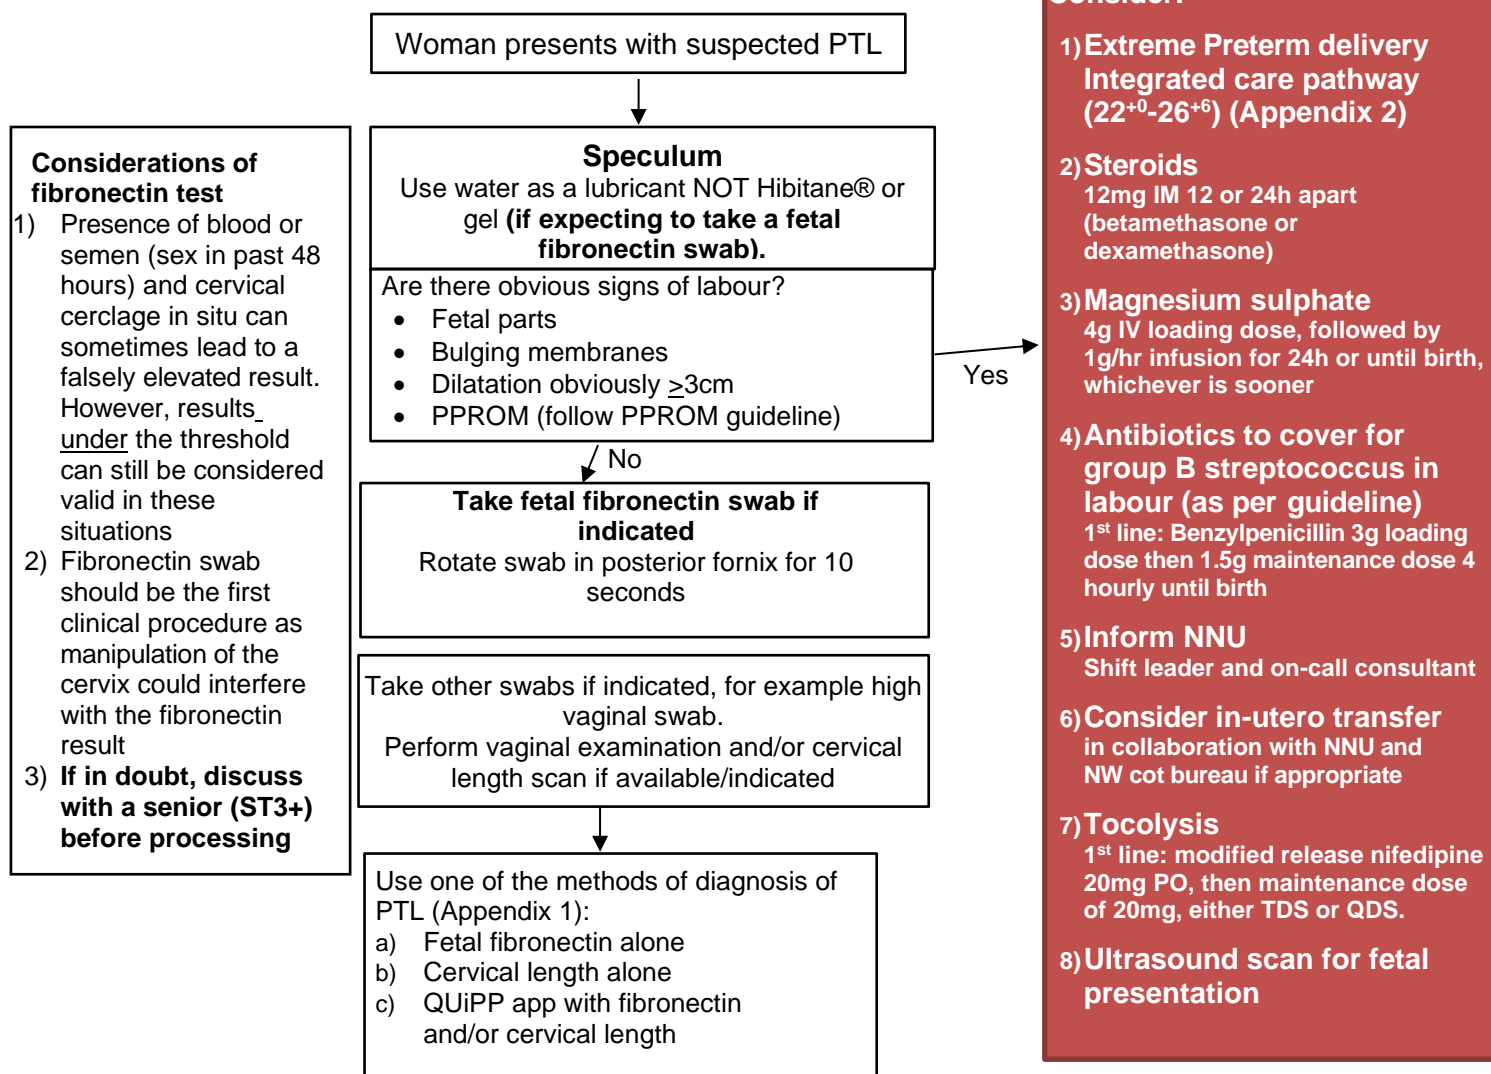 Woman presents with suspected PTL
Considerations of
fibronectin test
1) Presence of blood or
semen (sex in past 48
hours) and cervical
cerclage in situ can
sometimes lead to a
falsely elevated result.
However, results
under the threshold
can still be considered
valid in these
situations
2) Fibronectin swab
should be the first
clinical procedure as
manipulation of the
cervix could interfere
with the fibronectin
result
3) If in doubt, discuss
with a senior (ST3+)
before processing
Speculum
Use water as a lubricant NOT Hibitane® or
gel (if expecting to take a fetal
fibronectin swab).
Are there obvious signs of labour?
• Fetal parts
• Bulging membranes
• Dilatation obviously ≥3cm
• PPROM (follow PPROM guideline)
Yes
No
Take fetal fibronectin swab if
indicated
Rotate swab in posterior fornix for 10
seconds
Take other swabs if indicated, for example high
vaginal swab.
Perform vaginal examination and/or cervical
length scan if available/indicated
Use one of the methods of diagnosis of
PTL (Appendix 1):
a) Fetal fibronectin alone
b) Cervical length alone
c) QUiPP app with fibronectin
and/or cervical length
1) Extreme Preterm delivery
Integrated care pathway
(22+0-26+6) (Appendix 2)
2) Steroids
12mg IM 12 or 24h apart
(betamethasone or
dexamethasone)
3) Magnesium sulphate
4g IV loading dose, followed by
1g/hr infusion for 24h or until birth,
whichever is sooner
4) Antibiotics to cover for
group B streptococcus in
labour (as per guideline)
1st line: Benzylpenicillin 3g loading
dose then 1.5g maintenance dose 4
hourly until birth
5) Inform NNU
Shift leader and on-call consultant
6) Consider in-utero transfer
in collaboration with NNU and
NW cot bureau if appropriate
7) Tocolysis
1st line: modified release nifedipine
20mg PO, then maintenance dose
of 20mg, either TDS or QDS.
8) Ultrasound scan for fetal
presentation